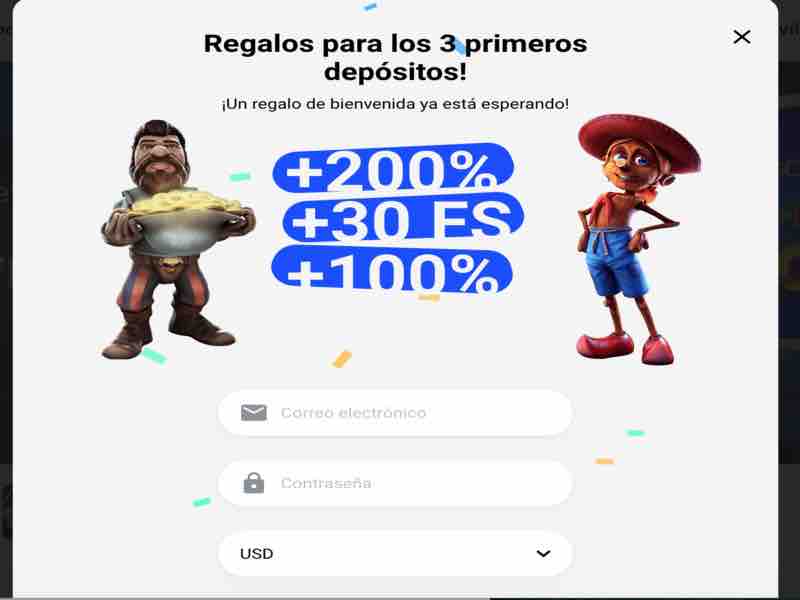 Regalos para los 3 primeros
depósitos!
¡Un regalo de bienvenida ya está esperando!
+200%
+30 FS
+100%
Correo electrónico
Contraseña
USD